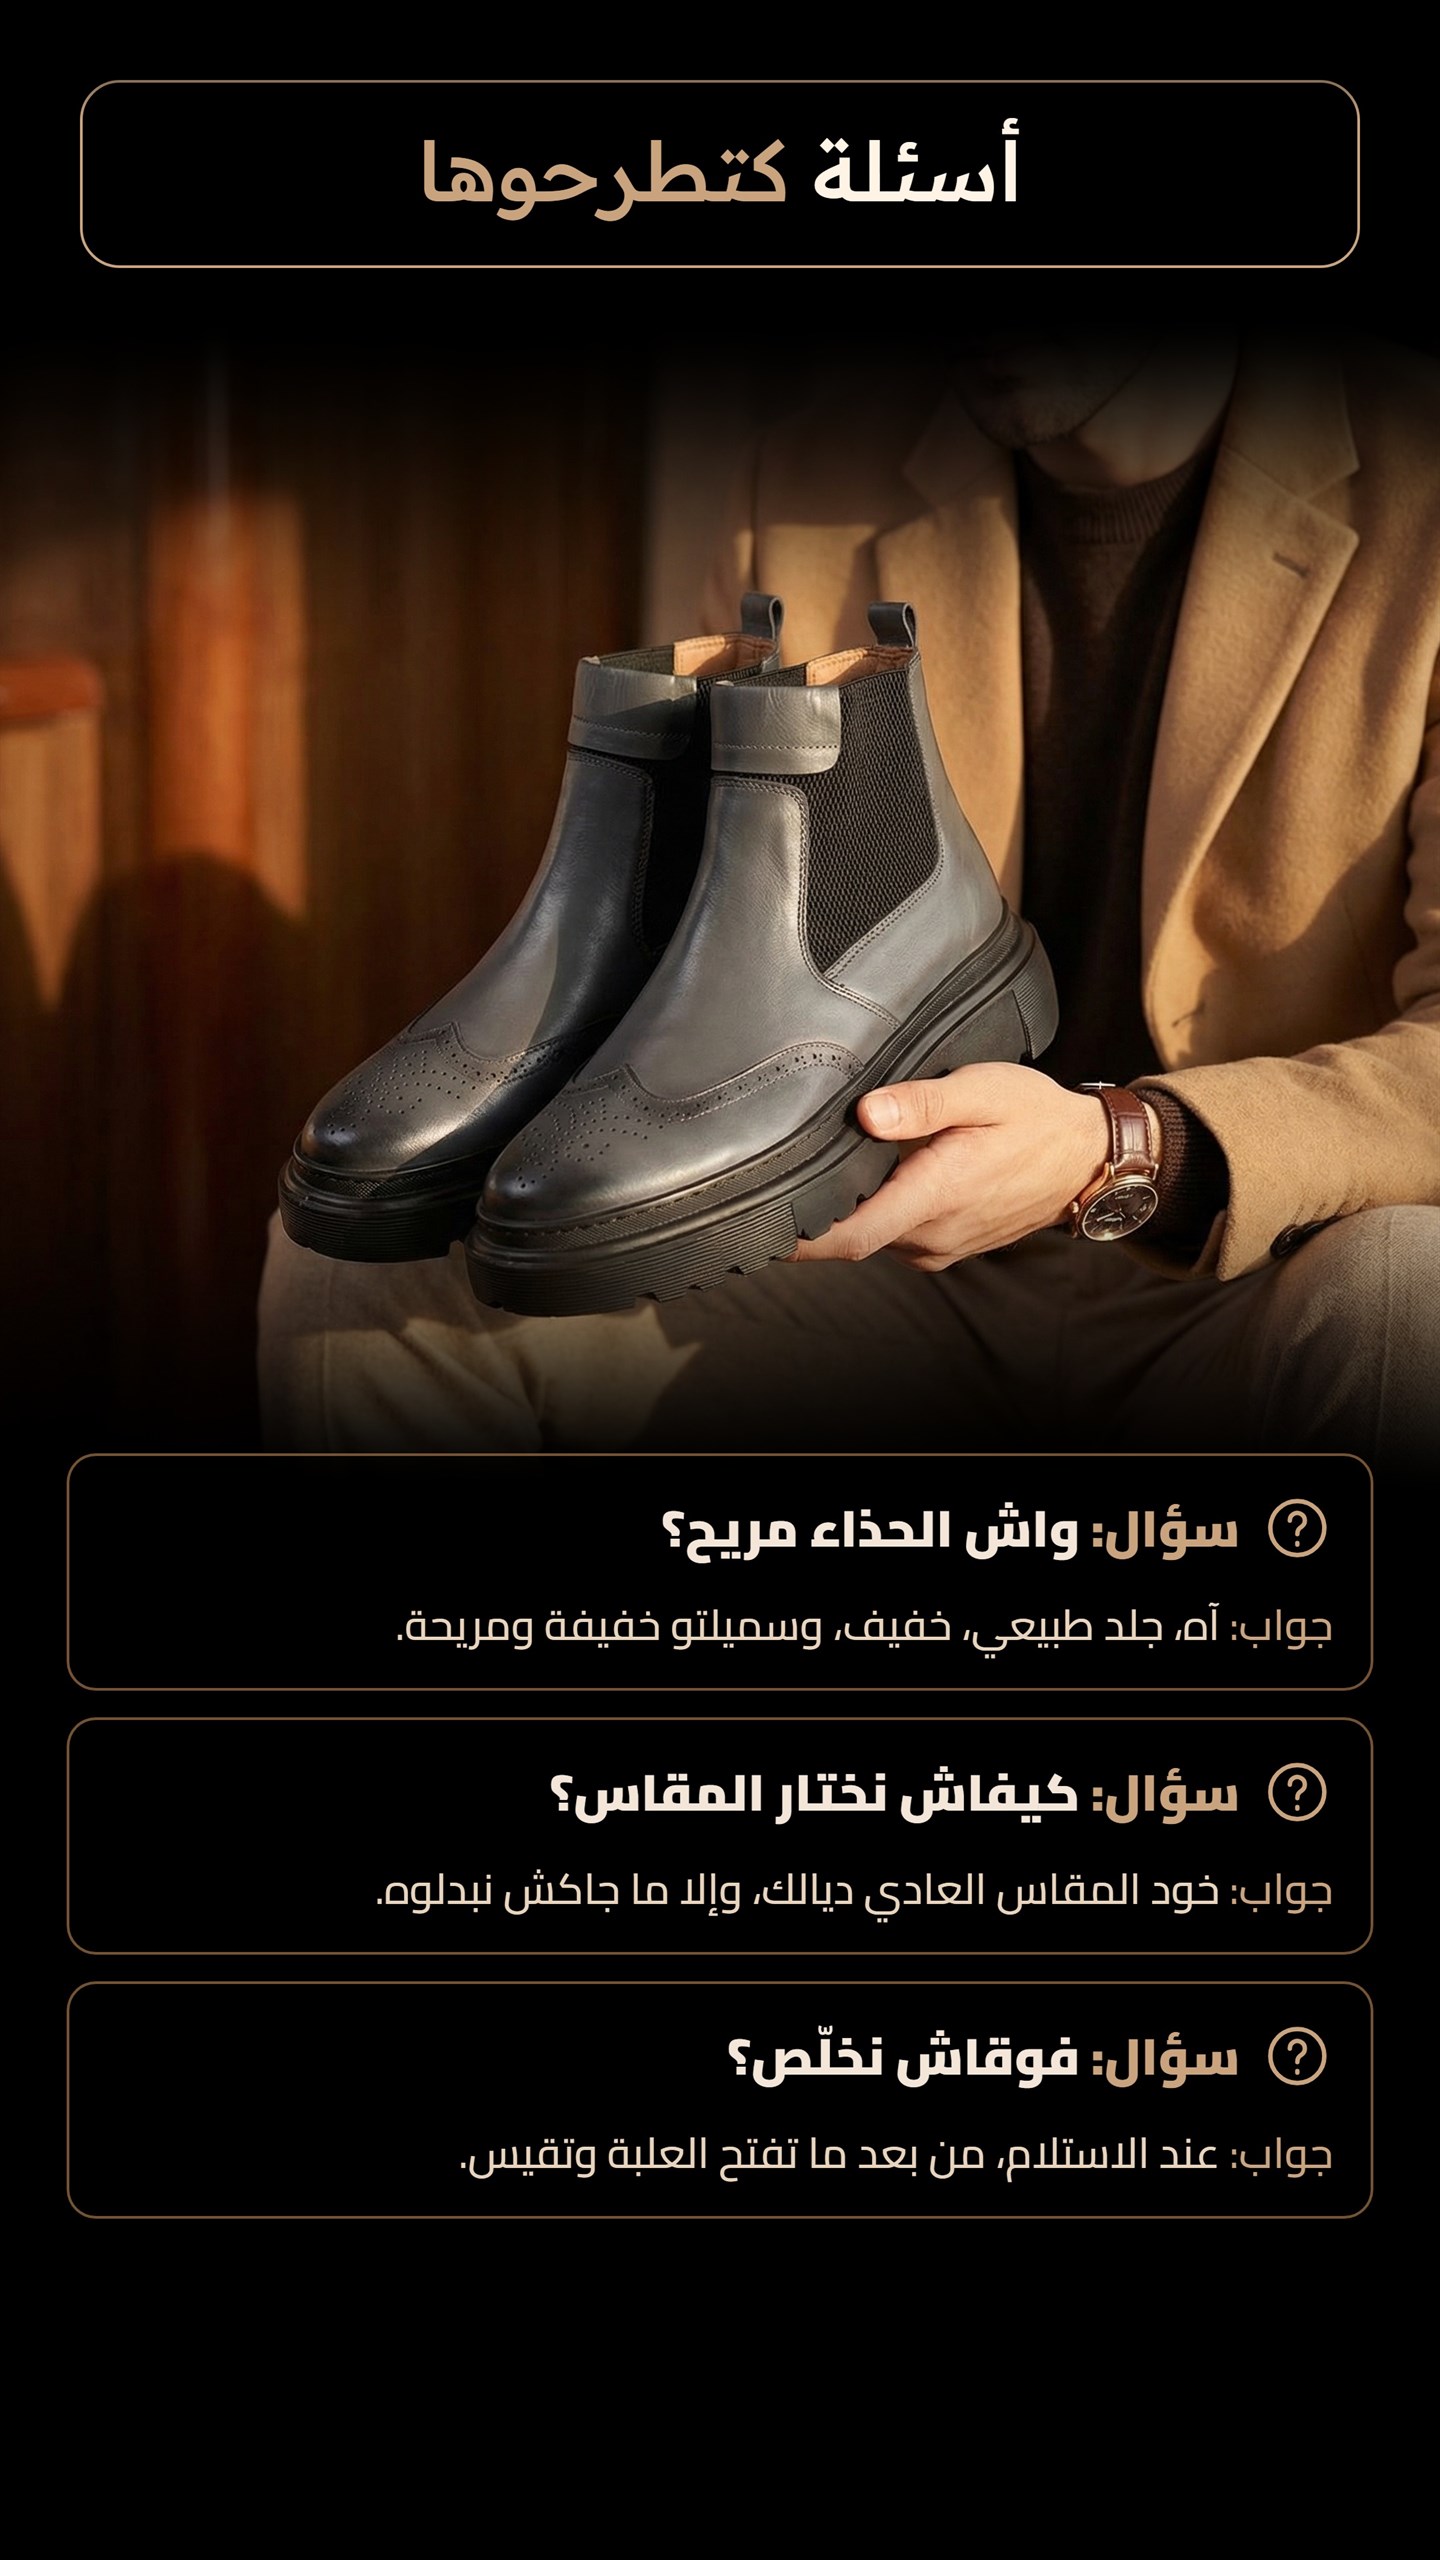 أسئلة كتطرحوها
سؤال: واش الحذاء مريح؟
جواب: آه، جلد طبيعي، خفيف، وسميلتو خفيفة ومريحة.
سؤال: كيفاش نختار المقاس؟
جواب: خود المقاس العادي ديالك، وإلا ما جاكش نبدلوه.
سؤال: فوقاش نخلّص؟
جواب: عند الاستلام، من بعد ما تفتح العلبة وتقيس.